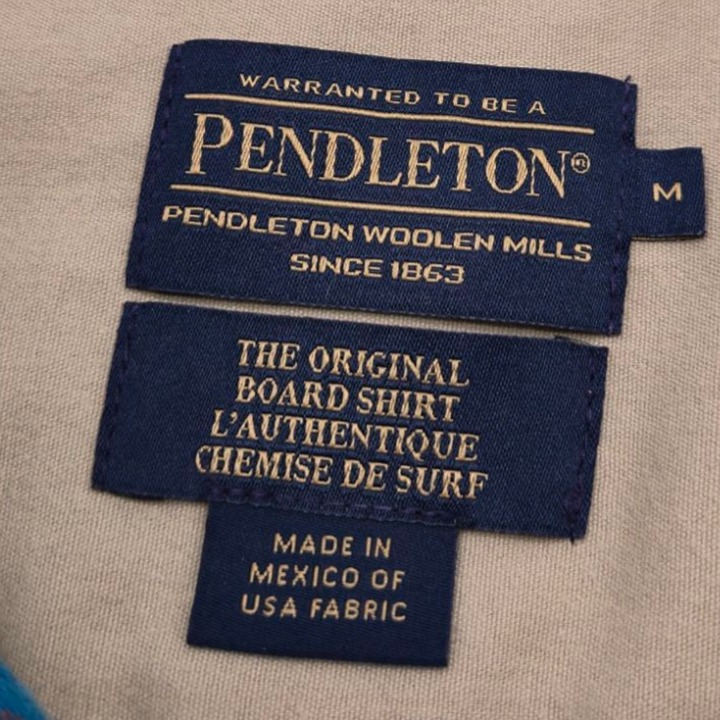 WARRANTED TO BE A
PENDLETON®
PENDLETON WOOLEN MILLS
SINCE 1863
M
THE ORIGINAL
BOARD SHIRT
L'AUTHENTIQUE
CHEMISE DE SURF
MADE IN
MEXICO OF
USA FABRIC